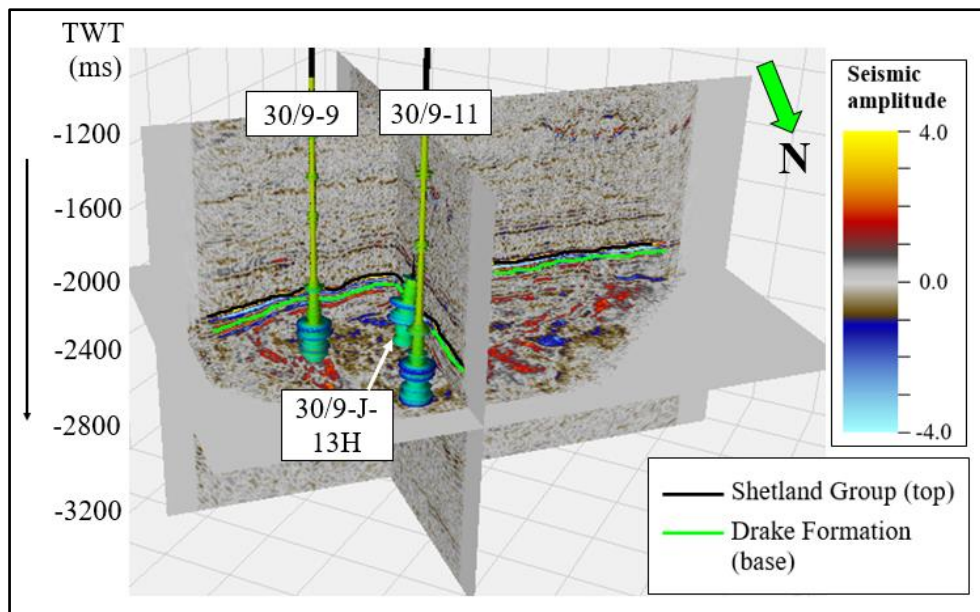 TWT
(ms)
-1200
-1600
-2000
-2400
-2800
-3200
30/9-9
30/9-11
30/9-J-
13H
N
Seismic
amplitude
4.0
0.0
-4.0
Shetland Group (top)
Drake Formation
(base)